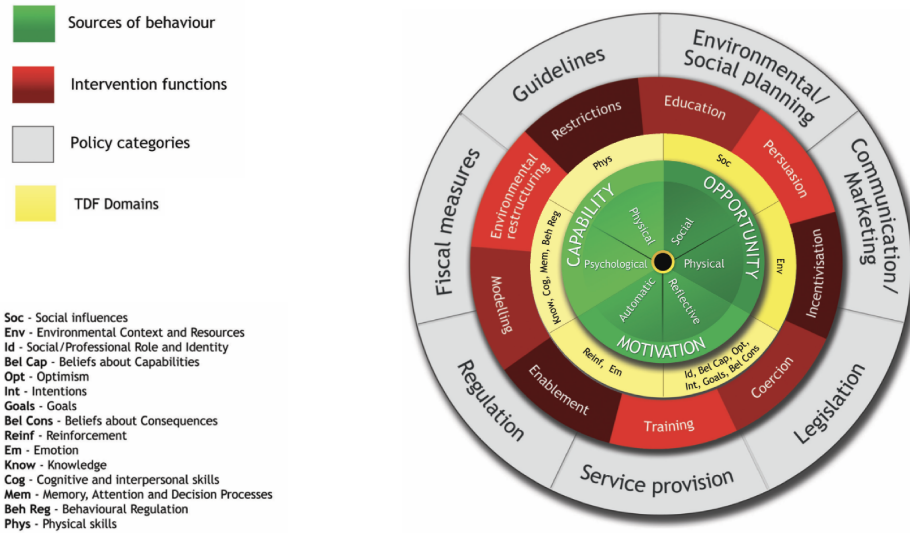 Sources of behaviour
Intervention functions
Policy categories
TDF Domains
Soc - Social influences
Env - Environmental Context and Resources
Id - Social/Professional Role and Identity
Bel Cap - Beliefs about Capabilities
Opt - Optimism
Int - Intentions
Goals - Goals
Bel Cons - Beliefs about Consequences
Reinf - Reinforcement
Em - Emotion
Know - Knowledge
Cog - Cognitive and interpersonal skills
Mem - Memory, Attention and Decision Processes
Beh Reg - Behavioural Regulation
Phys - Physical skills
Guidelines
Environmental/
Social planning
Communication/
Marketing
Legislation
Service provision
Regulation
Fiscal measures
Restrictions
Education
Persuasion
Incentivisation
Coercion
Training
Enablement
Modelling
Environmental
restructuring
Phys
Soc
Env
Id, Bel Cap, Opt,
Int, Goals, Bel Cons
Reinf, Em
Know, Cog, Mem, Beh Reg
CAPABILITY
OPPORTUNITY
MOTIVATION
Physical
Social
Psychological
Physical
Automatic
Reflective